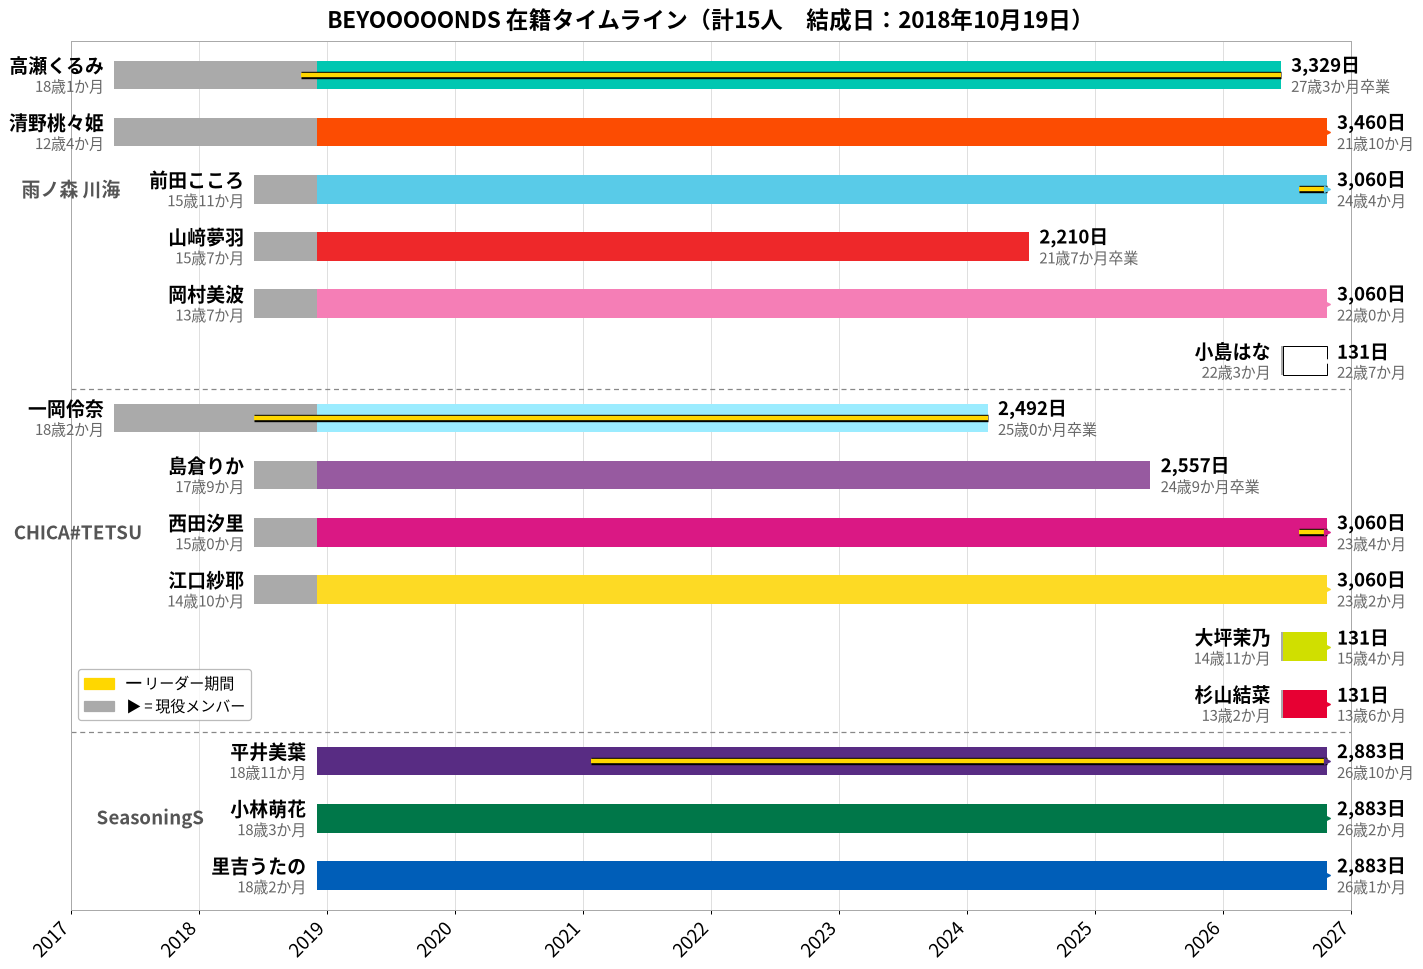 BEYOOOOONDS 在籍タイムライン（計15人　結成日：2018年10月19日）
高瀬くるみ
18歳1か月
3,329日
27歳3か月卒業
清野桃々姫
12歳4か月
3,460日
21歳10か月
雨ノ森 川海
前田こころ
15歳11か月
3,060日
24歳4か月
山﨑夢羽
15歳7か月
2,210日
21歳7か月卒業
岡村美波
13歳7か月
3,060日
22歳0か月
小島はな
22歳3か月
131日
22歳7か月
一岡伶奈
18歳2か月
2,492日
25歳0か月卒業
島倉りか
17歳9か月
2,557日
24歳9か月卒業
CHICA#TETSU
西田汐里
15歳0か月
3,060日
23歳4か月
江口紗耶
14歳10か月
3,060日
23歳2か月
大坪茉乃
14歳11か月
131日
15歳4か月
杉山結菜
13歳2か月
131日
13歳6か月
━ リーダー期間
▶ = 現役メンバー
平井美葉
18歳11か月
2,883日
26歳10か月
SeasoningS
小林萌花
18歳3か月
2,883日
26歳2か月
里吉うたの
18歳2か月
2,883日
26歳1か月
2017
2018
2019
2020
2021
2022
2023
2024
2025
2026
2027